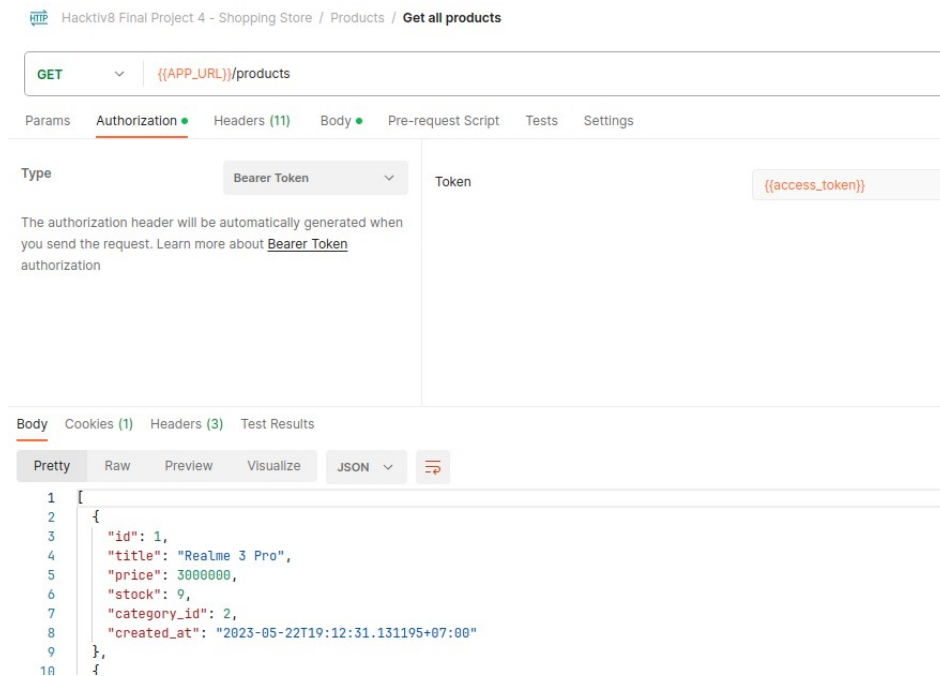 HTTP Hacktiv8 Final Project 4 - Shopping Store / Products / Get all products
GET {{APP_URL}}/products
Params Authorization Headers (11) Body Pre-request Script Tests Settings
Type Bearer Token
Token {{access_token}}
The authorization header will be automatically generated when
you send the request. Learn more about Bearer Token
authorization
Body Cookies (1) Headers (3) Test Results
Pretty Raw Preview Visualize JSON
1 [
2 {
3 "id": 1,
4 "title": "Realme 3 Pro",
5 "price": 3000000,
6 "stock": 9,
7 "category_id": 2,
8 "created_at": "2023-05-22T19:12:31.131195+07:00"
9 },
10 {